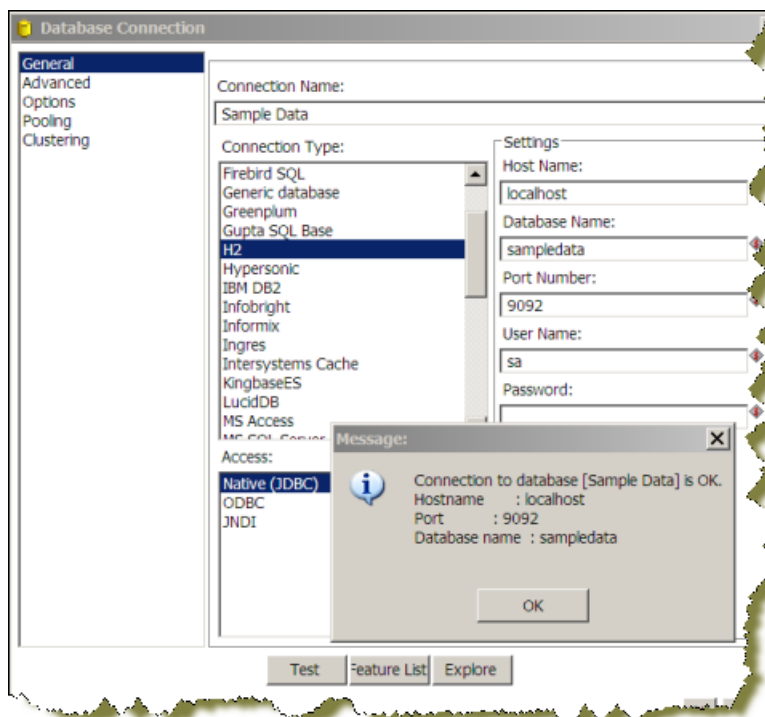 Database Connection
General
Advanced
Options
Pooling
Clustering
Connection Name:
Sample Data
Connection Type:
Firebird SQL
Generic database
Greenplum
Gupta SQL Base
H2
Hypersonic
IBM DB2
Infobright
Informix
Ingres
Intersystems Cache
KingbaseES
LucidDB
MS Access
MS SQL Server
Access:
Native (JDBC)
ODBC
JNDI
Settings
Host Name:
localhost
Database Name:
sampledata
Port Number:
9092
User Name:
sa
Password:
Message:
Connection to database [Sample Data] is OK.
Hostname : localhost
Port : 9092
Database name : sampledata
OK
Test
Feature List
Explore